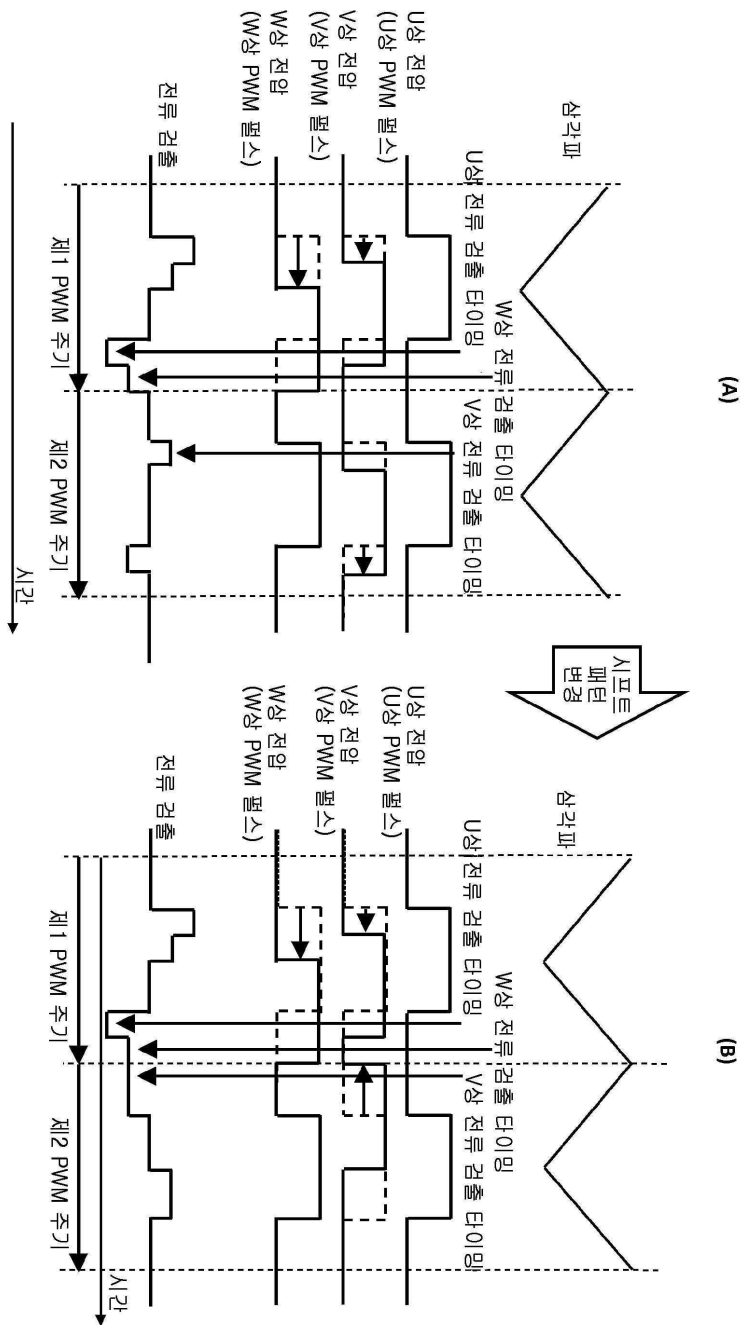 (A)
삼각파
U상 전류 검출 타이밍
W상 전류 검출 타이밍
V상 전류 검출 타이밍
U상 전압
(U상 PWM 펄스)
V상 전압
(V상 PWM 펄스)
W상 전압
(W상 PWM 펄스)
전류 검출
제1 PWM 주기
제2 PWM 주기
시간
시프트
패턴
변경
(B)
삼각파
U상 전류 검출 타이밍
W상 전류 검출 타이밍
V상 전류 검출 타이밍
U상 전압
(U상 PWM 펄스)
V상 전압
(V상 PWM 펄스)
W상 전압
(W상 PWM 펄스)
전류 검출
제1 PWM 주기
제2 PWM 주기
시간